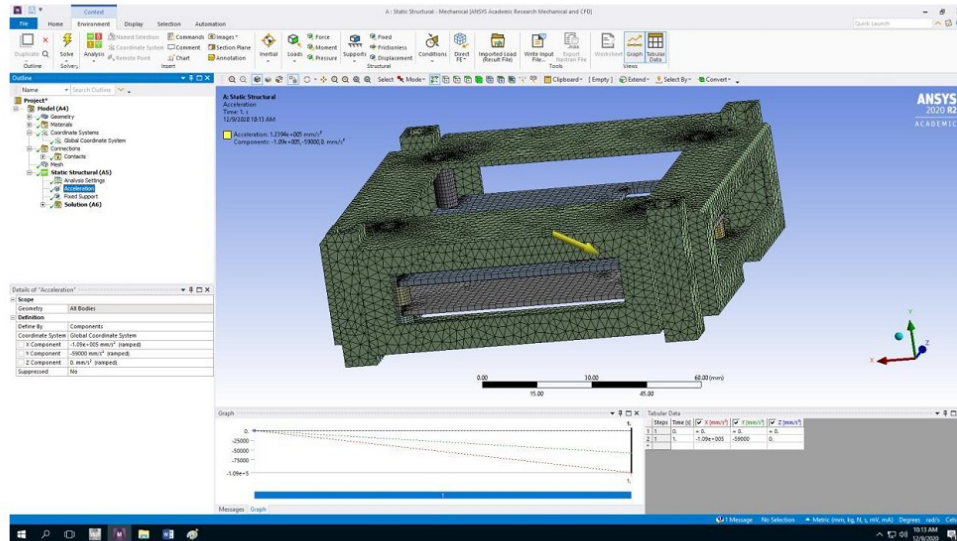 A : Static Structural - Mechanical [ANSYS Academic Research Mechanical and CFD]
Context
File Home Environment Display Selection Automation
Quick Launch
Duplicate
Outline
Solve
Solvers
Analysis
Named Selection
Coordinate System
Remote Point
Commands
Comment
Chart
Images
Section Plane
Annotation
Insert
Inertial
Loads
Force
Moment
Pressure
Supports
Fixed
Frictionless
Displacement
Structural
Conditions
Direct FE
Imported Load (Result File)
Write Input File...
Export Nastran File
Tools
Worksheet
Graph
Tabular Data
Views
Outline
Name Search Outline
Select Mode Clipboard [ Empty ] Extend Select By Convert
Project*
Model (A4)
Geometry
Materials
Coordinate Systems
Global Coordinate System
Connections
Contacts
Mesh
Static Structural (A5)
Analysis Settings
Acceleration
Fixed Support
Solution (A6)
A: Static Structural
Acceleration
Time: 1. s
12/9/2020 10:13 AM
Acceleration: 1.2394e+005 mm/s²
Components: -1.09e+005,-59000,0. mm/s²
ANSYS
2020 R2
ACADEMIC
Details of "Acceleration"
Scope
Geometry All Bodies
Definition
Define By Components
Coordinate System Global Coordinate System
X Component -1.09e+005 mm/s² (ramped)
Y Component -59000 mm/s² (ramped)
Z Component 0. mm/s² (ramped)
Suppressed No
0.00 30.00 60.00 (mm)
15.00 45.00
Y
X Z
Graph
1.
0.
-25000
-50000
-75000
-1.09e+5
1.
1
Messages Graph
Tabular Data
Steps Time [s] X [mm/s²] Y [mm/s²] Z [mm/s²]
1 1 0. = 0. = 0. = 0.
2 1 1. -1.09e+005 -59000 0.
*
1 Message No Selection Metric (mm, kg, N, s, mV, mA) Degrees rad/s Cels
10:13 AM
12/9/2020